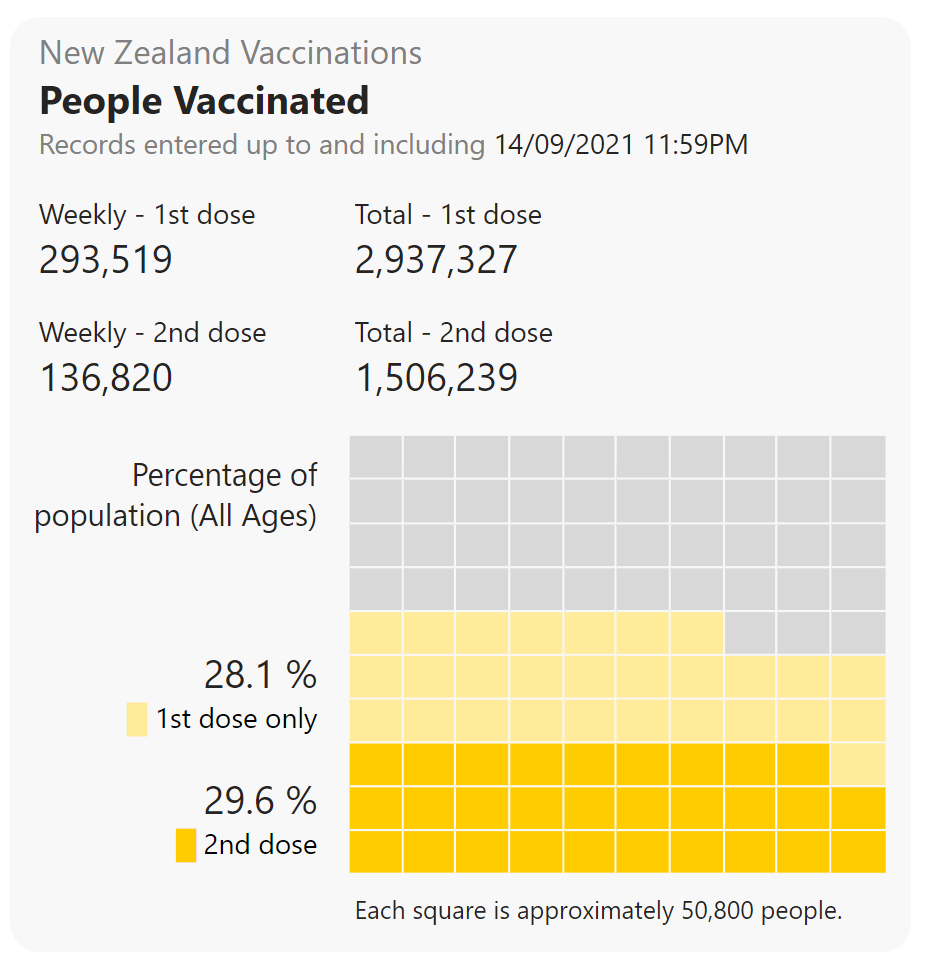 New Zealand Vaccinations
People Vaccinated
Records entered up to and including 14/09/2021 11:59PM
Weekly - 1st dose
293,519
Total - 1st dose
2,937,327
Weekly - 2nd dose
136,820
Total - 2nd dose
1,506,239
Percentage of
population (All Ages)
28.1 %
1st dose only
29.6 %
2nd dose
Each square is approximately 50,800 people.